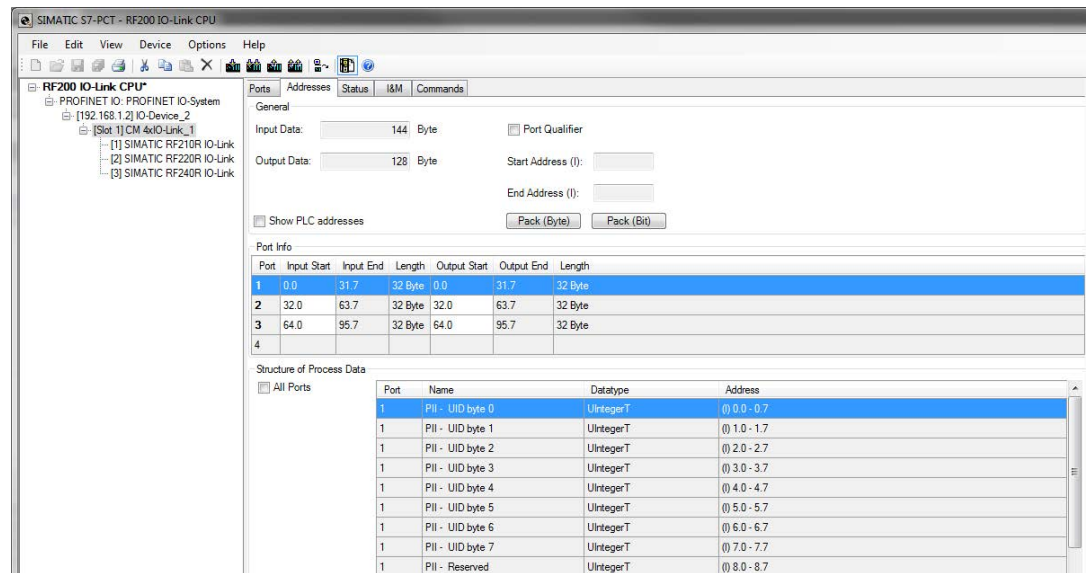 SIMATIC S7-PCT - RF200 IO-Link CPU
File Edit View Device Options Help
RF200 IO-Link CPU*
PROFINET IO: PROFINET IO-System
[192.168.1.2] IO-Device_2
[Slot 1] CM 4xIO-Link_1
[1] SIMATIC RF210R IO-Link
[2] SIMATIC RF220R IO-Link
[3] SIMATIC RF240R IO-Link
Ports Addresses Status I&M Commands
General
Input Data: 144 Byte Port Qualifier
Output Data: 128 Byte Start Address (I):
End Address (I):
Show PLC addresses Pack (Byte) Pack (Bit)
Port Info
Port Input Start Input End Length Output Start Output End Length
1 0.0 31.7 32 Byte 0.0 31.7 32 Byte
2 32.0 63.7 32 Byte 32.0 63.7 32 Byte
3 64.0 95.7 32 Byte 64.0 95.7 32 Byte
4
Structure of Process Data
All Ports
Port Name Datatype Address
1 PII - UID byte 0 UIntegerT (I) 0.0 - 0.7
1 PII - UID byte 1 UIntegerT (I) 1.0 - 1.7
1 PII - UID byte 2 UIntegerT (I) 2.0 - 2.7
1 PII - UID byte 3 UIntegerT (I) 3.0 - 3.7
1 PII - UID byte 4 UIntegerT (I) 4.0 - 4.7
1 PII - UID byte 5 UIntegerT (I) 5.0 - 5.7
1 PII - UID byte 6 UIntegerT (I) 6.0 - 6.7
1 PII - UID byte 7 UIntegerT (I) 7.0 - 7.7
1 PII - Reserved UIntegerT (I) 8.0 - 8.7